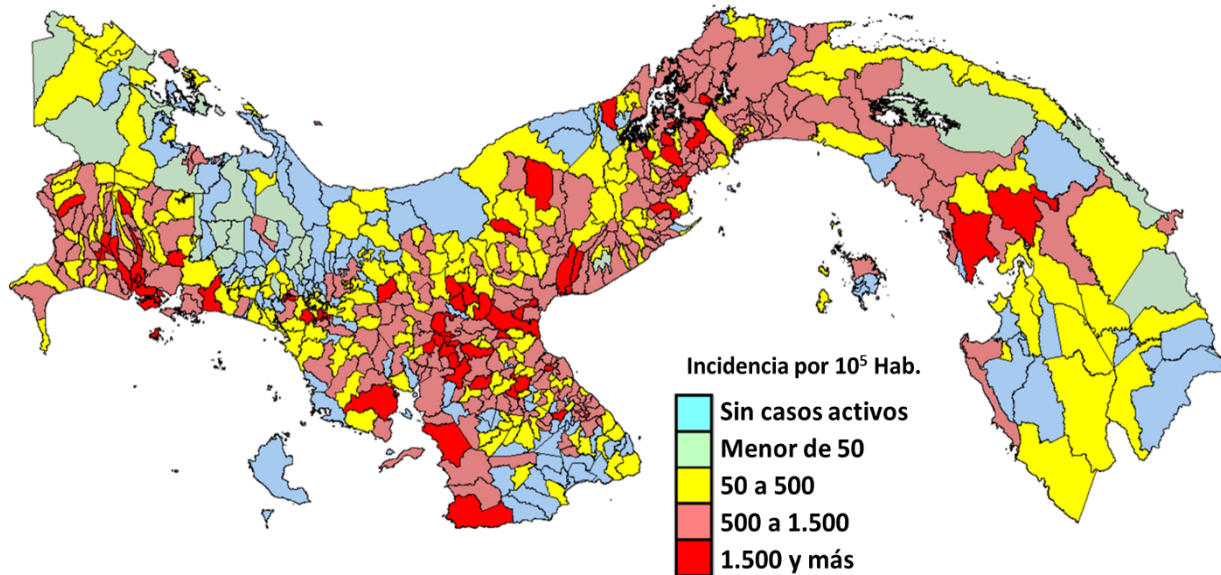 Incidencia por 10⁵ Hab.
Sin casos activos
Menor de 50
50 a 500
500 a 1.500
1.500 y más